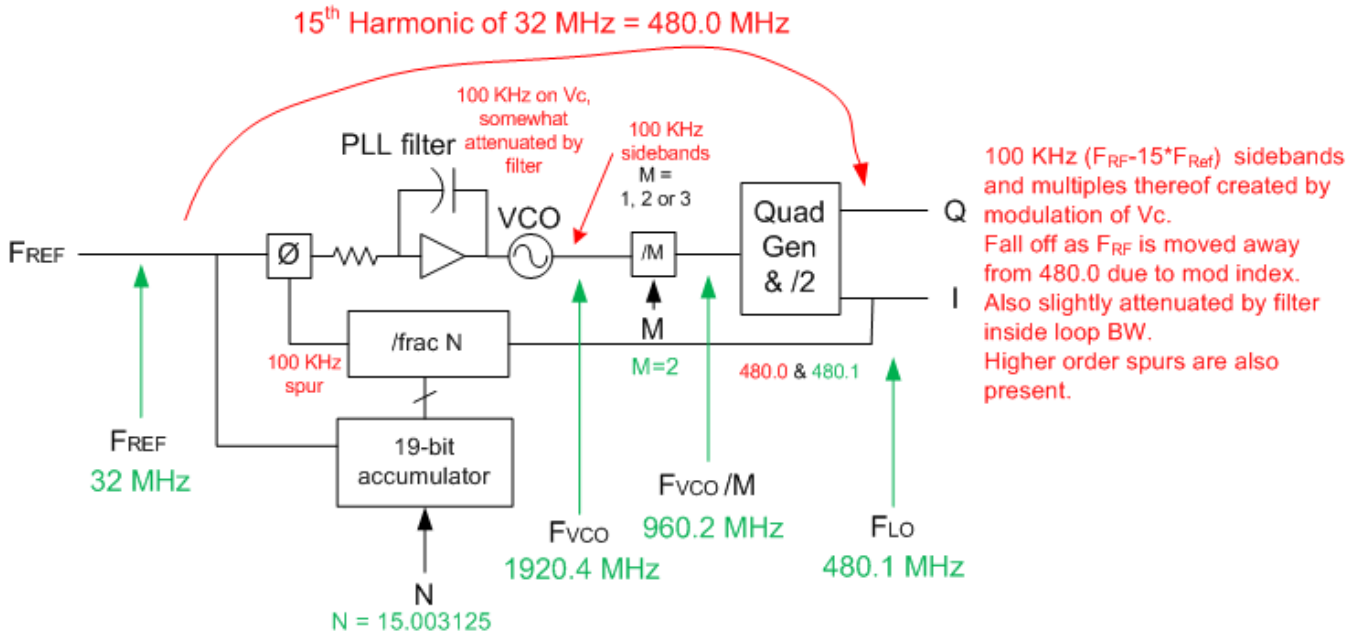 15th Harmonic of 32 MHz = 480.0 MHz
100 KHz on Vc,
somewhat
attenuated by
filter
PLL filter
100 KHz
sidebands
M =
1, 2 or 3
VCO
FREF
Ø
/M
Quad
Gen
& /2
Q
I
100 KHz (FRF-15*FRef) sidebands
and multiples thereof created by
modulation of Vc.
Fall off as FRF is moved away
from 480.0 due to mod index.
Also slightly attenuated by filter
inside loop BW.
Higher order spurs are also
present.
/frac N
100 KHz
spur
M
M=2
480.0 & 480.1
19-bit
accumulator
FREF
32 MHz
FVCO
1920.4 MHz
FVCO /M
960.2 MHz
FLO
480.1 MHz
N
N = 15.003125